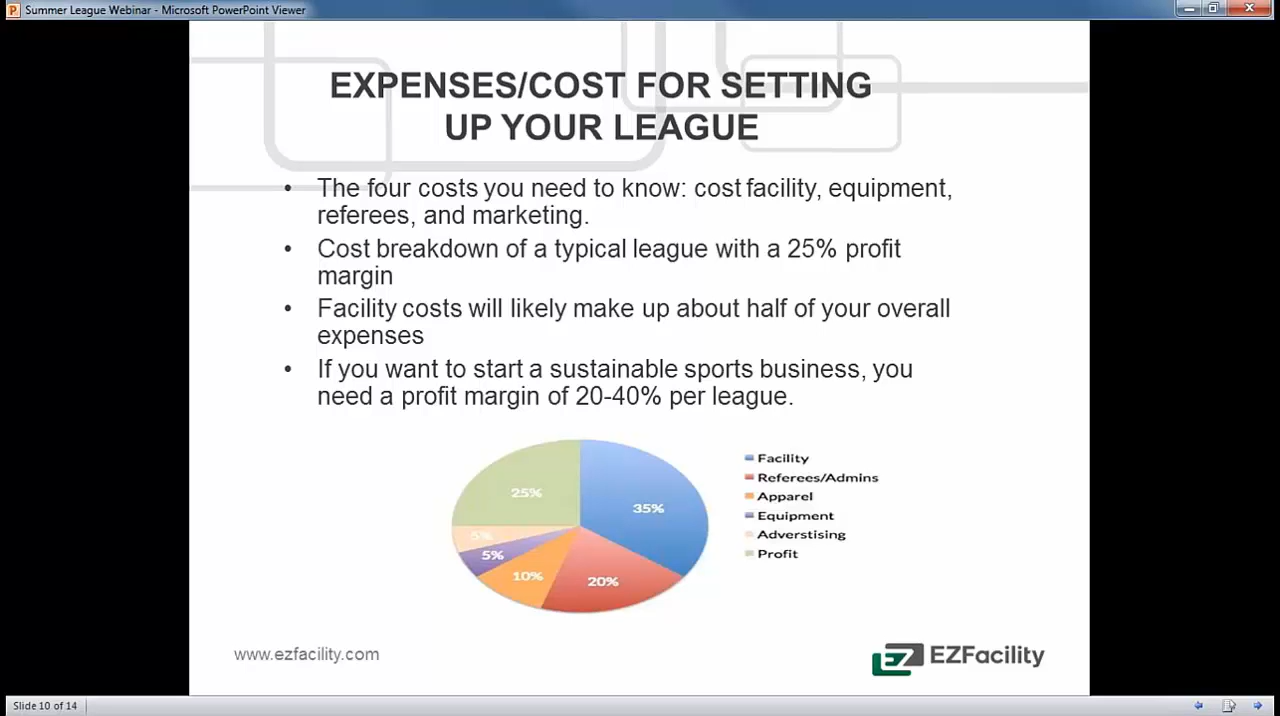 Summer League Webinar - Microsoft PowerPoint Viewer
EXPENSES/COST FOR SETTING
UP YOUR LEAGUE
• The four costs you need to know: cost facility, equipment,
referees, and marketing.
• Cost breakdown of a typical league with a 25% profit
margin
• Facility costs will likely make up about half of your overall
expenses
• If you want to start a sustainable sports business, you
need a profit margin of 20-40% per league.
25%
35%
5%
5%
10%
20%
Facility
Referees/Admins
Apparel
Equipment
Adverstising
Profit
www.ezfacility.com
EZ EZFacility
Slide 10 of 14